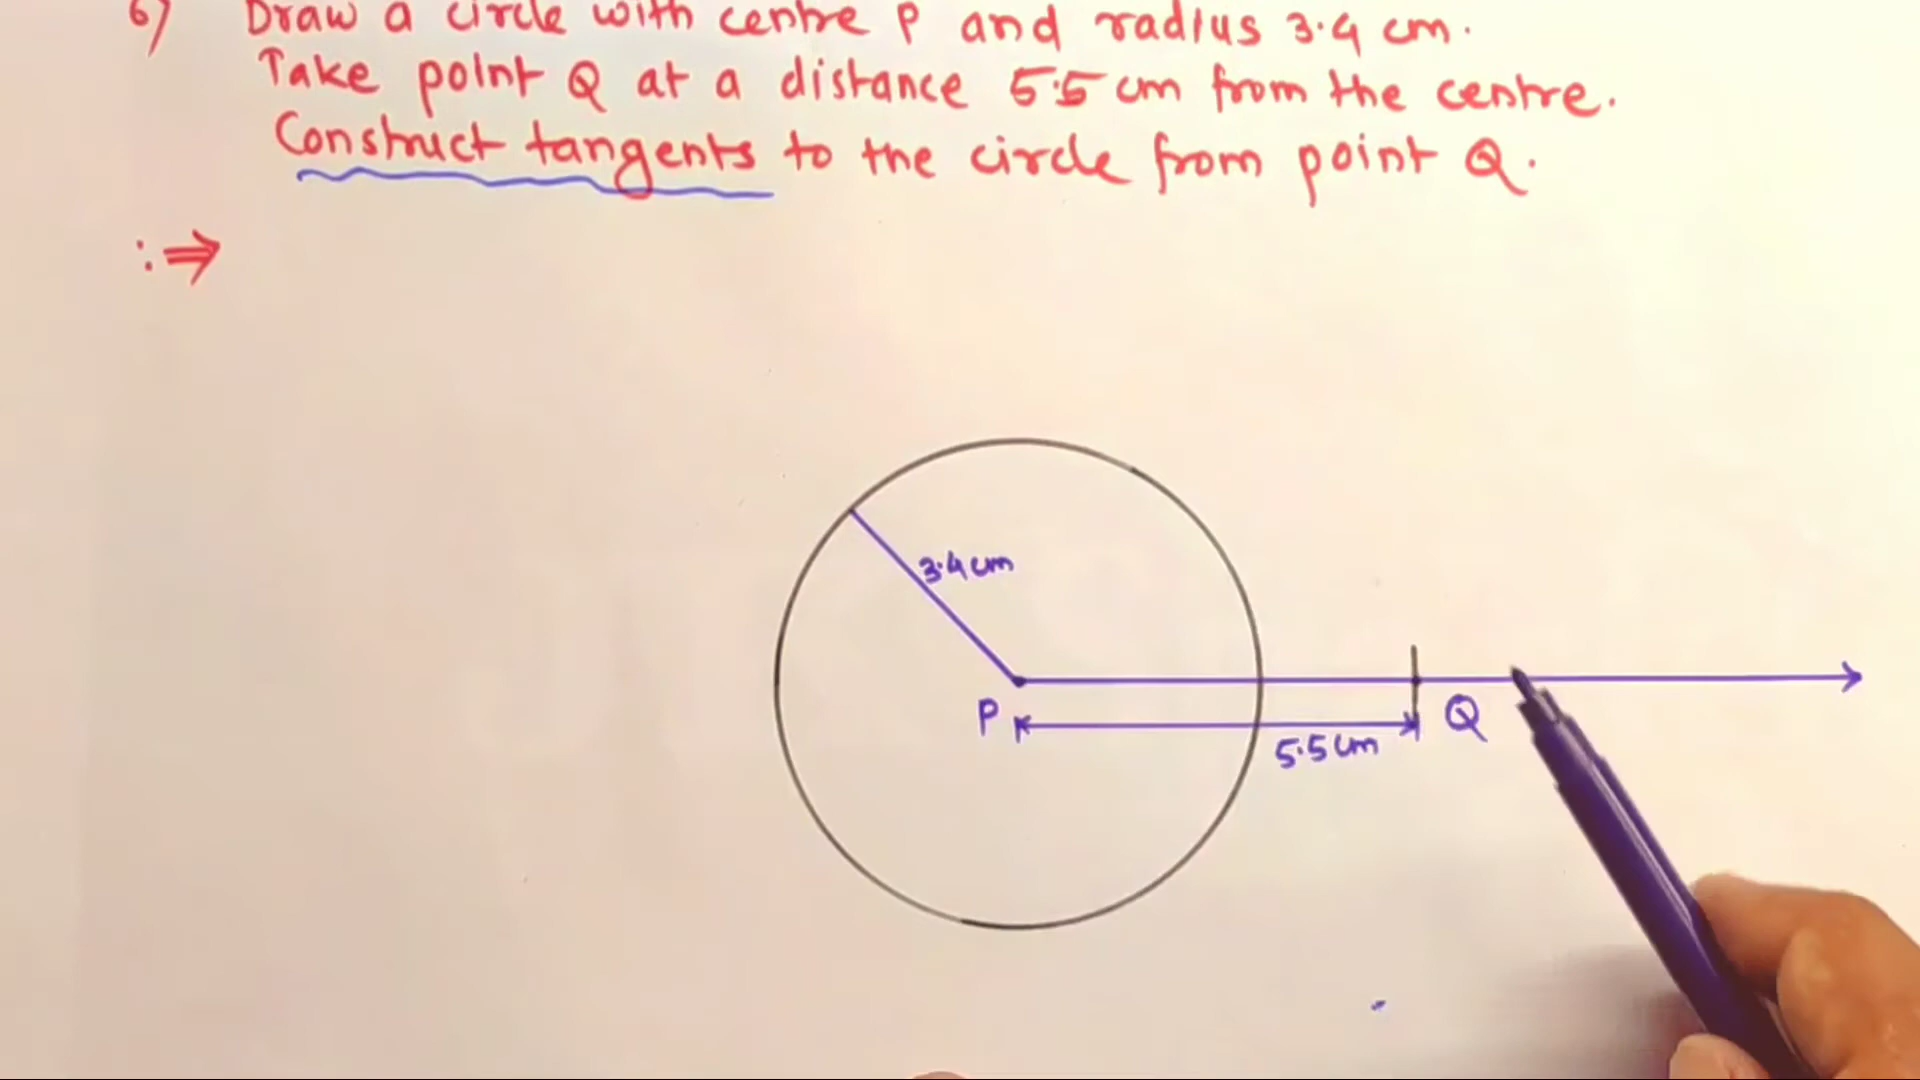 6) Draw a circle with centre P and radius 3.4 cm.
Take point Q at a distance 5.5 cm from the centre.
Construct tangents to the circle from point Q.
:⇒
3.4 cm
P
Q
5.5 cm